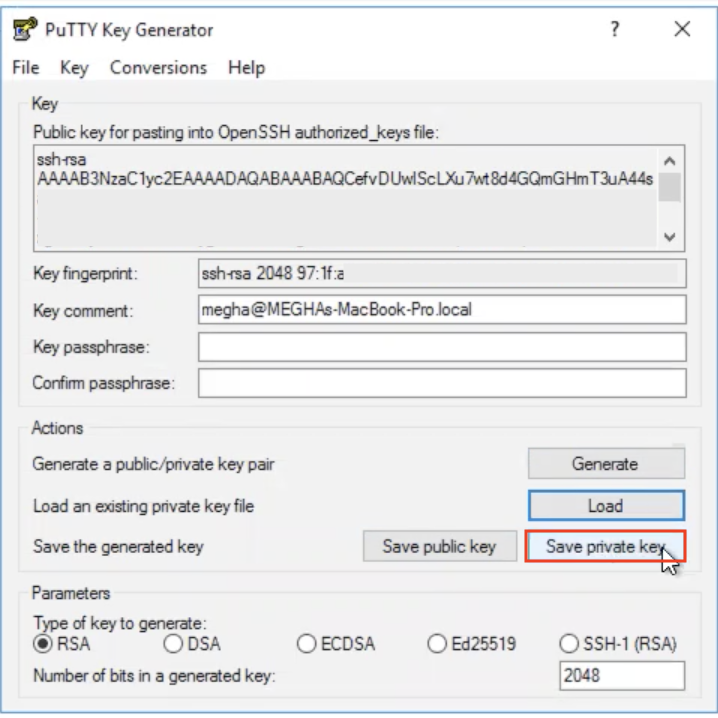 PuTTY Key Generator
File Key Conversions Help
Key
Public key for pasting into OpenSSH authorized_keys file:
ssh-rsa
AAAAB3NzaC1yc2EAAAADAQABAAABAQCefvDUwlScLXu7wt8d4GQmGHmT3uA44s
Key fingerprint: ssh-rsa 2048 97:1f:a
Key comment: megha@MEGHAs-MacBook-Pro.local
Key passphrase:
Confirm passphrase:
Actions
Generate a public/private key pair Generate
Load an existing private key file Load
Save the generated key Save public key Save private key
Parameters
Type of key to generate:
RSA DSA ECDSA Ed25519 SSH-1 (RSA)
Number of bits in a generated key: 2048